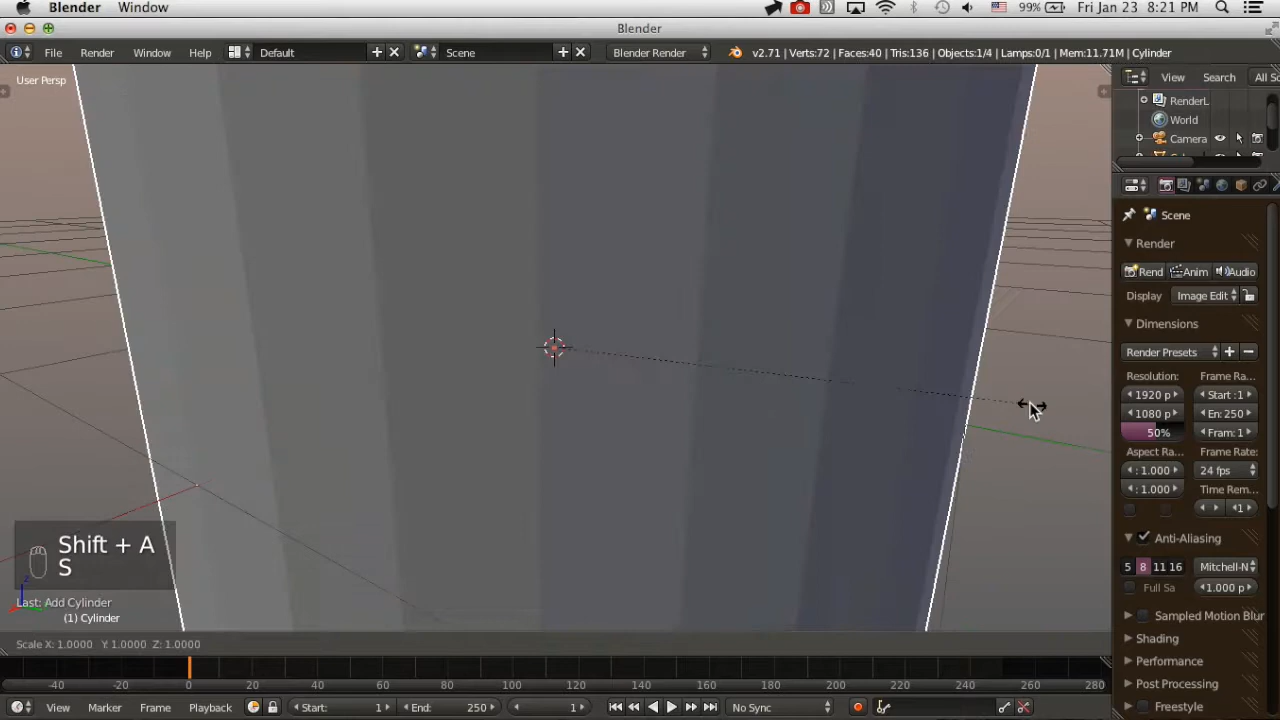 Blender Window
99% Fri Jan 23 8:21 PM
Blender
File Render Window Help Default Scene Blender Render v2.71 | Verts:72 | Faces:40 | Tris:136 | Objects:1/4 | Lamps:0/1 | Mem:11.71M | Cylinder
User Persp
View Search All Sc
RenderL
World
Camera
Scene
Render
Rend Anim Audio
Display Image Edit
Dimensions
Render Presets
Resolution: Frame Ra...
1920 p Start :1
1080 p En: 250
50% Fram: 1
Aspect Ra... Frame Rate:
: 1.000 24 fps
: 1.000 Time Rem...
:1
Anti-Aliasing
5 8 11 16 Mitchell-N
Full Sa 1.000 p
Sampled Motion Blur
Shading
Performance
Post Processing
Freestyle
Shift + A
S
Last: Add Cylinder
(1) Cylinder
Scale X: 1.0000 Y: 1.0000 Z: 1.0000
-40 -20 0 20 40 60 80 100 120 140 160 180 200 220 240 260 280
View Marker Frame Playback Start: 1 End: 250 1 No Sync